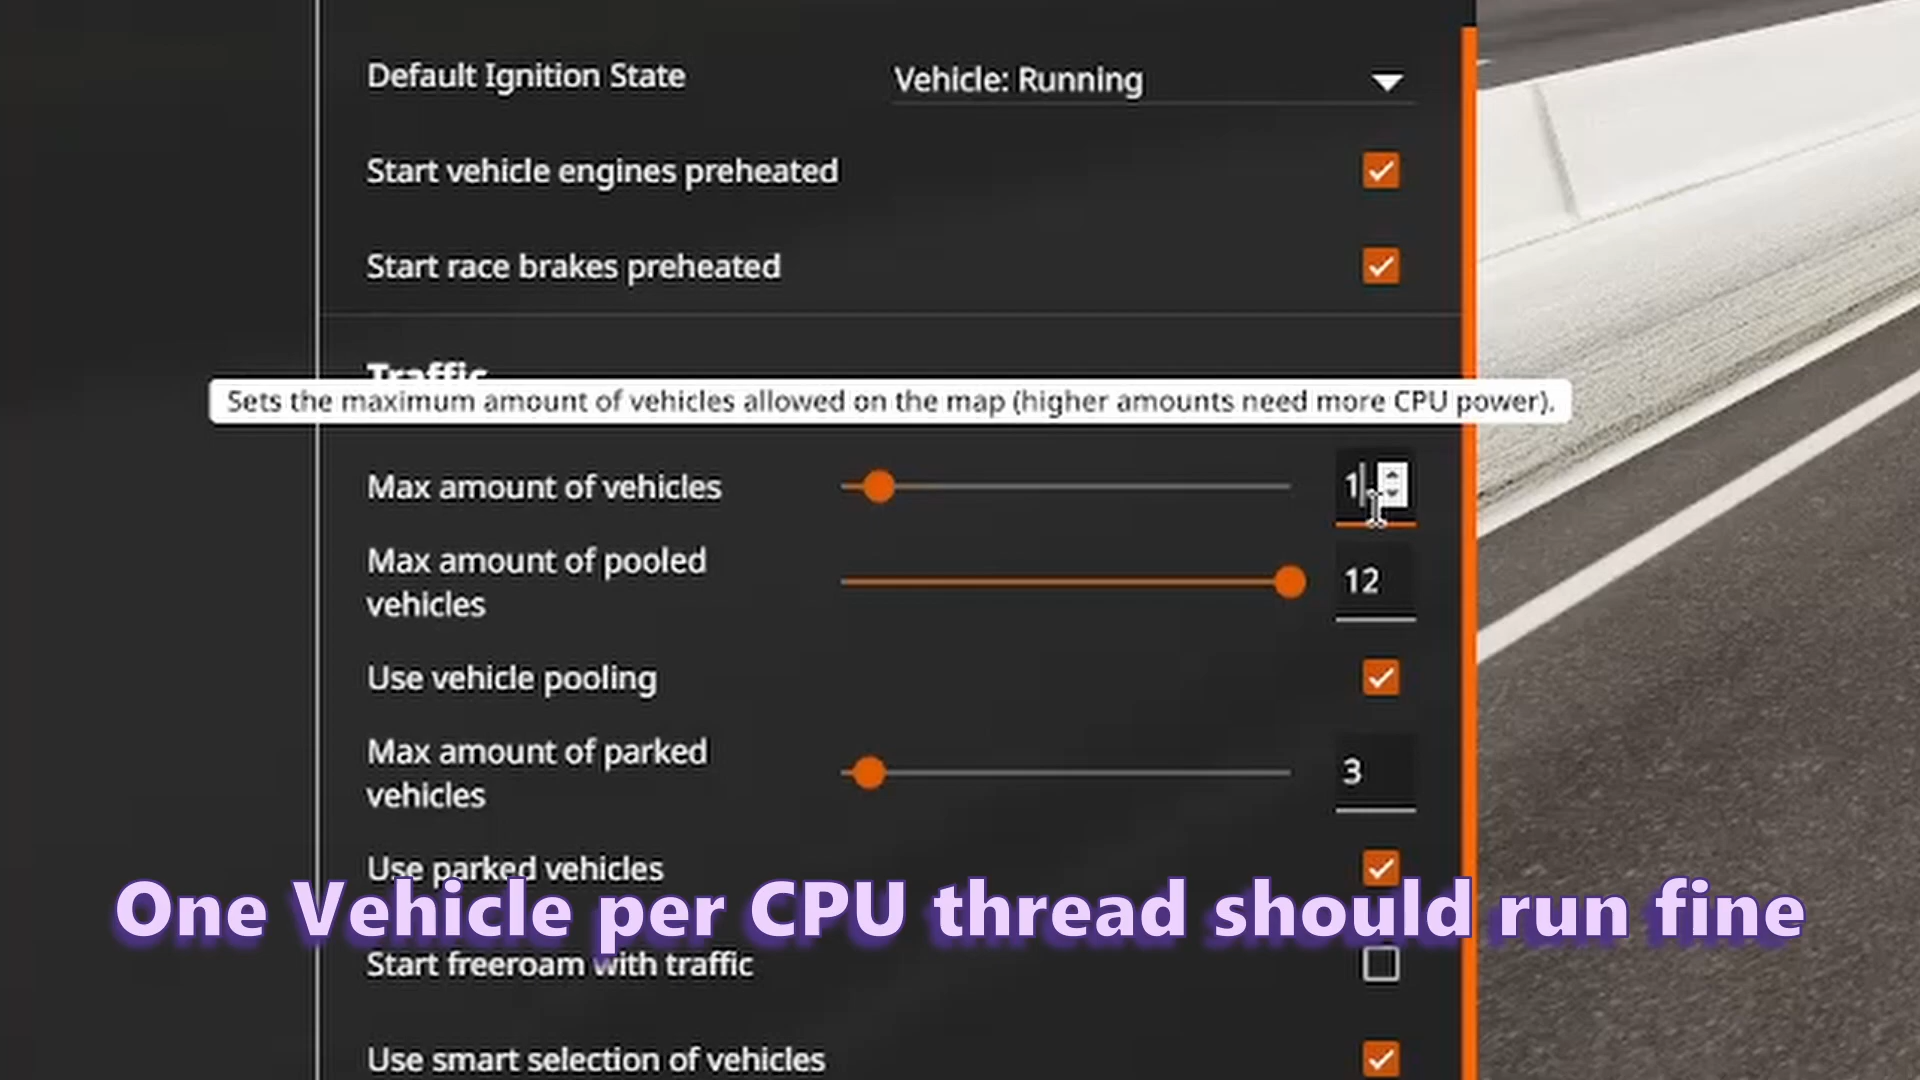 Default Ignition State
Vehicle: Running
Start vehicle engines preheated
Start race brakes preheated
Traffic
Sets the maximum amount of vehicles allowed on the map (higher amounts need more CPU power).
Max amount of vehicles
1
Max amount of pooled
vehicles
12
Use vehicle pooling
Max amount of parked
vehicles
3
Use parked vehicles
One Vehicle per CPU thread should run fine
Start freeroam with traffic
Use smart selection of vehicles